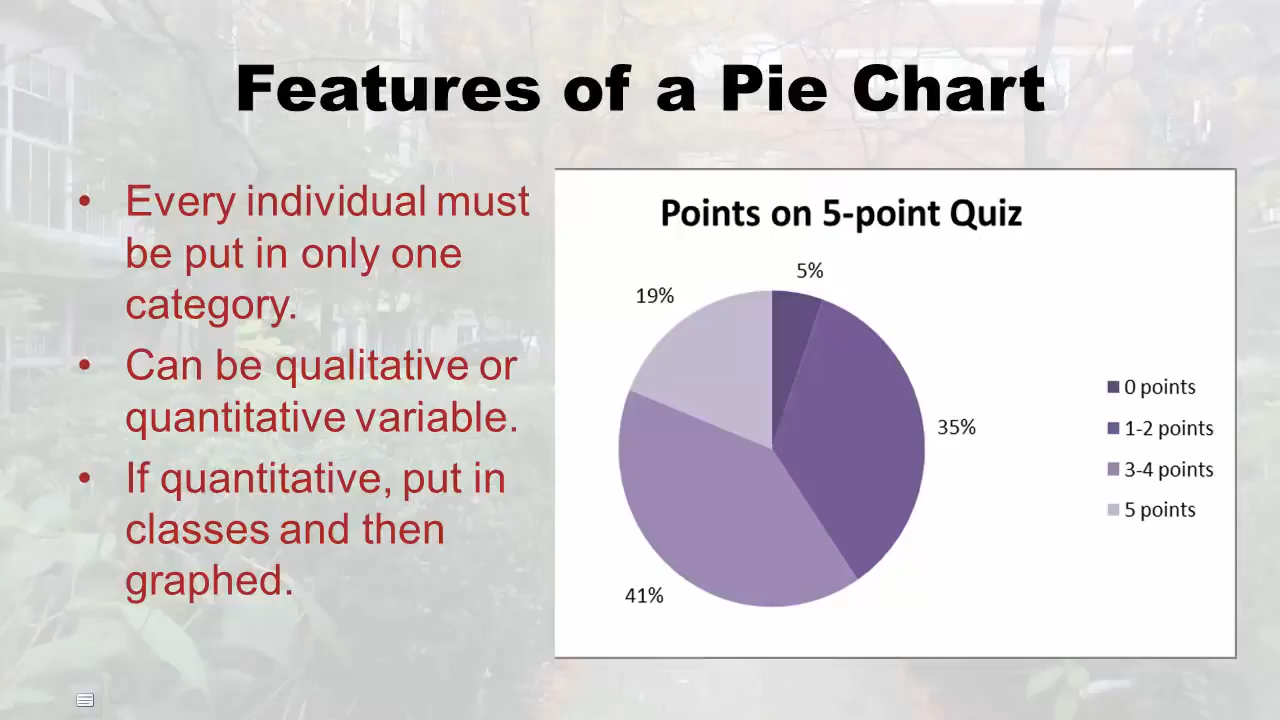 Features of a Pie Chart
• Every individual must
be put in only one
category.
• Can be qualitative or
quantitative variable.
• If quantitative, put in
classes and then
graphed.
Points on 5-point Quiz
5%
19%
35%
41%
0 points
1-2 points
3-4 points
5 points